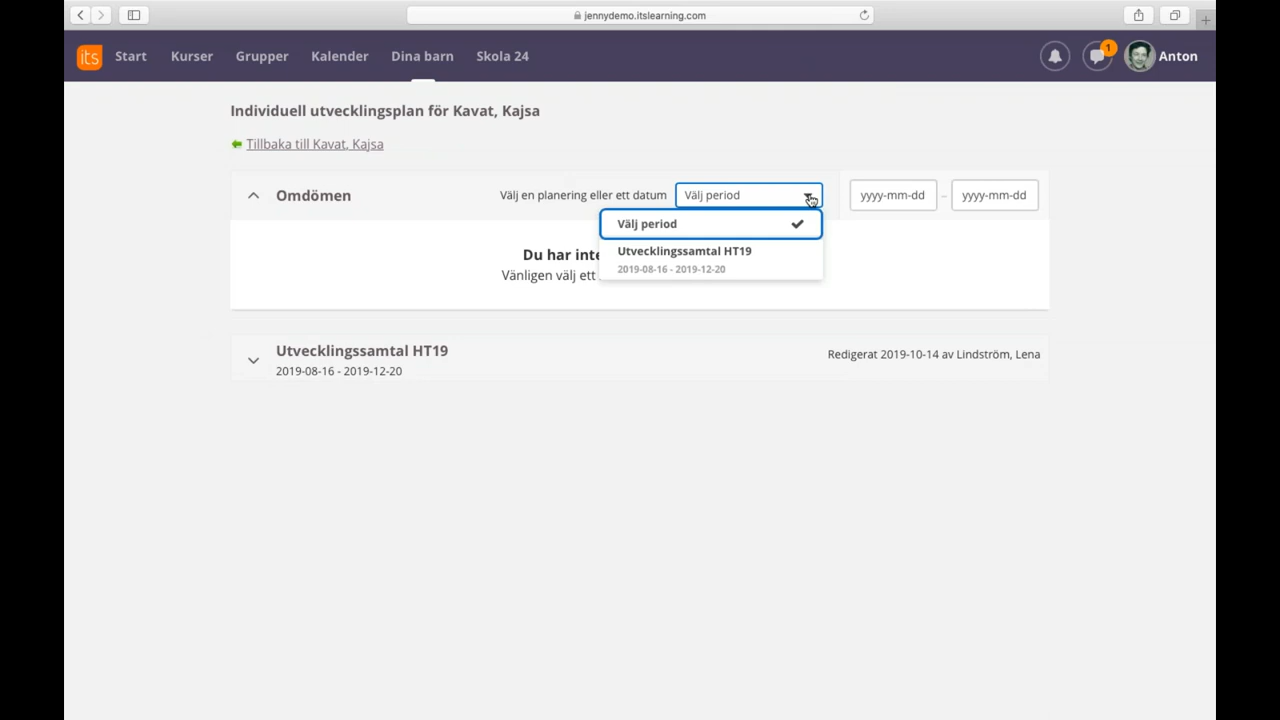 jennydemo.itslearning.com
its Start Kurser Grupper Kalender Dina barn Skola 24 1 Anton
Individuell utvecklingsplan för Kavat, Kajsa
Tillbaka till Kavat, Kajsa
Omdömen Välj en planering eller ett datum Välj period yyyy-mm-dd – yyyy-mm-dd
Välj period
Du har
Utvecklingssamtal HT19
Vänligen välj ett 2019-08-16 - 2019-12-20
Utvecklingssamtal HT19 Redigerat 2019-10-14 av Lindström, Lena
2019-08-16 - 2019-12-20